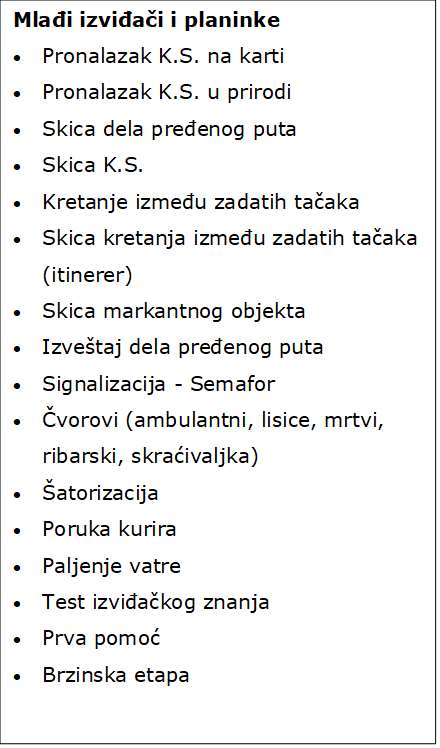 Mlađi izviđači i planinke
• Pronalazak K.S. na karti
• Pronalazak K.S. u prirodi
• Skica dela pređenog puta
• Skica K.S.
• Kretanje između zadatih tačaka
• Skica kretanja između zadatih tačaka
(itinerer)
• Skica markantnog objekta
• Izveštaj dela pređenog puta
• Signalizacija - Semafor
• Čvorovi (ambulantni, lisice, mrtvi,
ribarski, skraćivaljka)
• Šatorizacija
• Poruka kurira
• Paljenje vatre
• Test izviđačkog znanja
• Prva pomoć
• Brzinska etapa